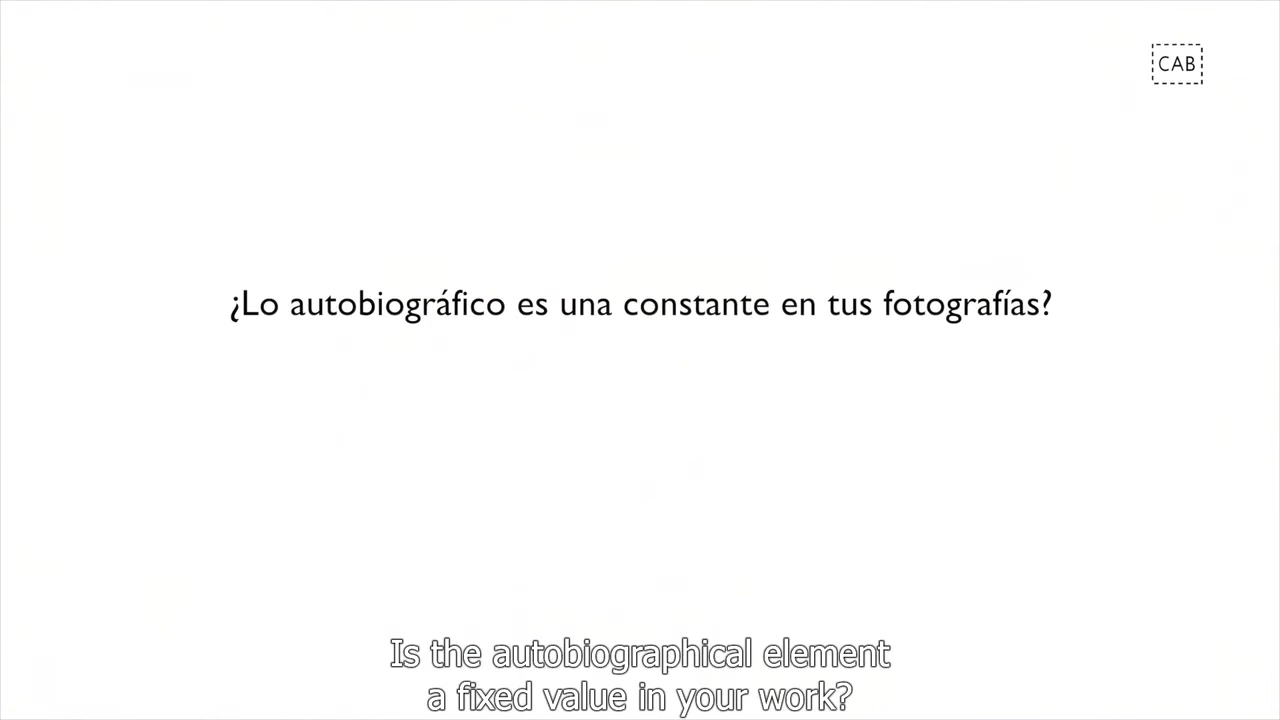 CAB
¿Lo autobiográfico es una constante en tus fotografías?
Is the autobiographical element
a fixed value in your work?